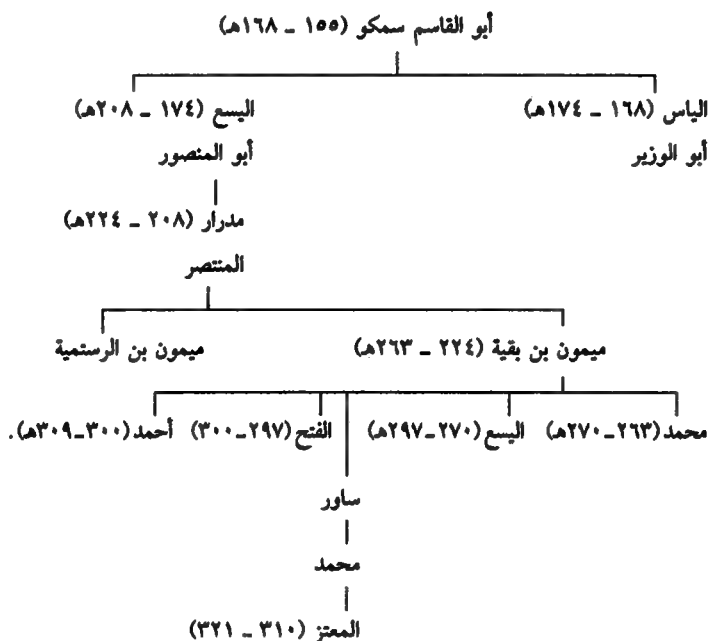 أبو القاسم سمكو (١٥٥ - ١٦٨هـ)
الياس (١٦٨ - ١٧٤هـ) اليسع (١٧٤ - ٢٠٨هـ)
أبو الوزير أبو المنصور
مدرار (٢٠٨ - ٢٢٤هـ)
المنتصر
ميمون بن بقية (٢٢٤ - ٢٦٣هـ) ميمون بن الرستمية
محمد (٢٦٣-٢٧٠هـ) اليسع (٢٧٠-٢٩٧هـ) الفتح (٢٩٧-٣٠٠) أحمد (٣٠٠-٣٠٩هـ).
ساور
محمد
المعتز (٣١٠ - ٣٢١)